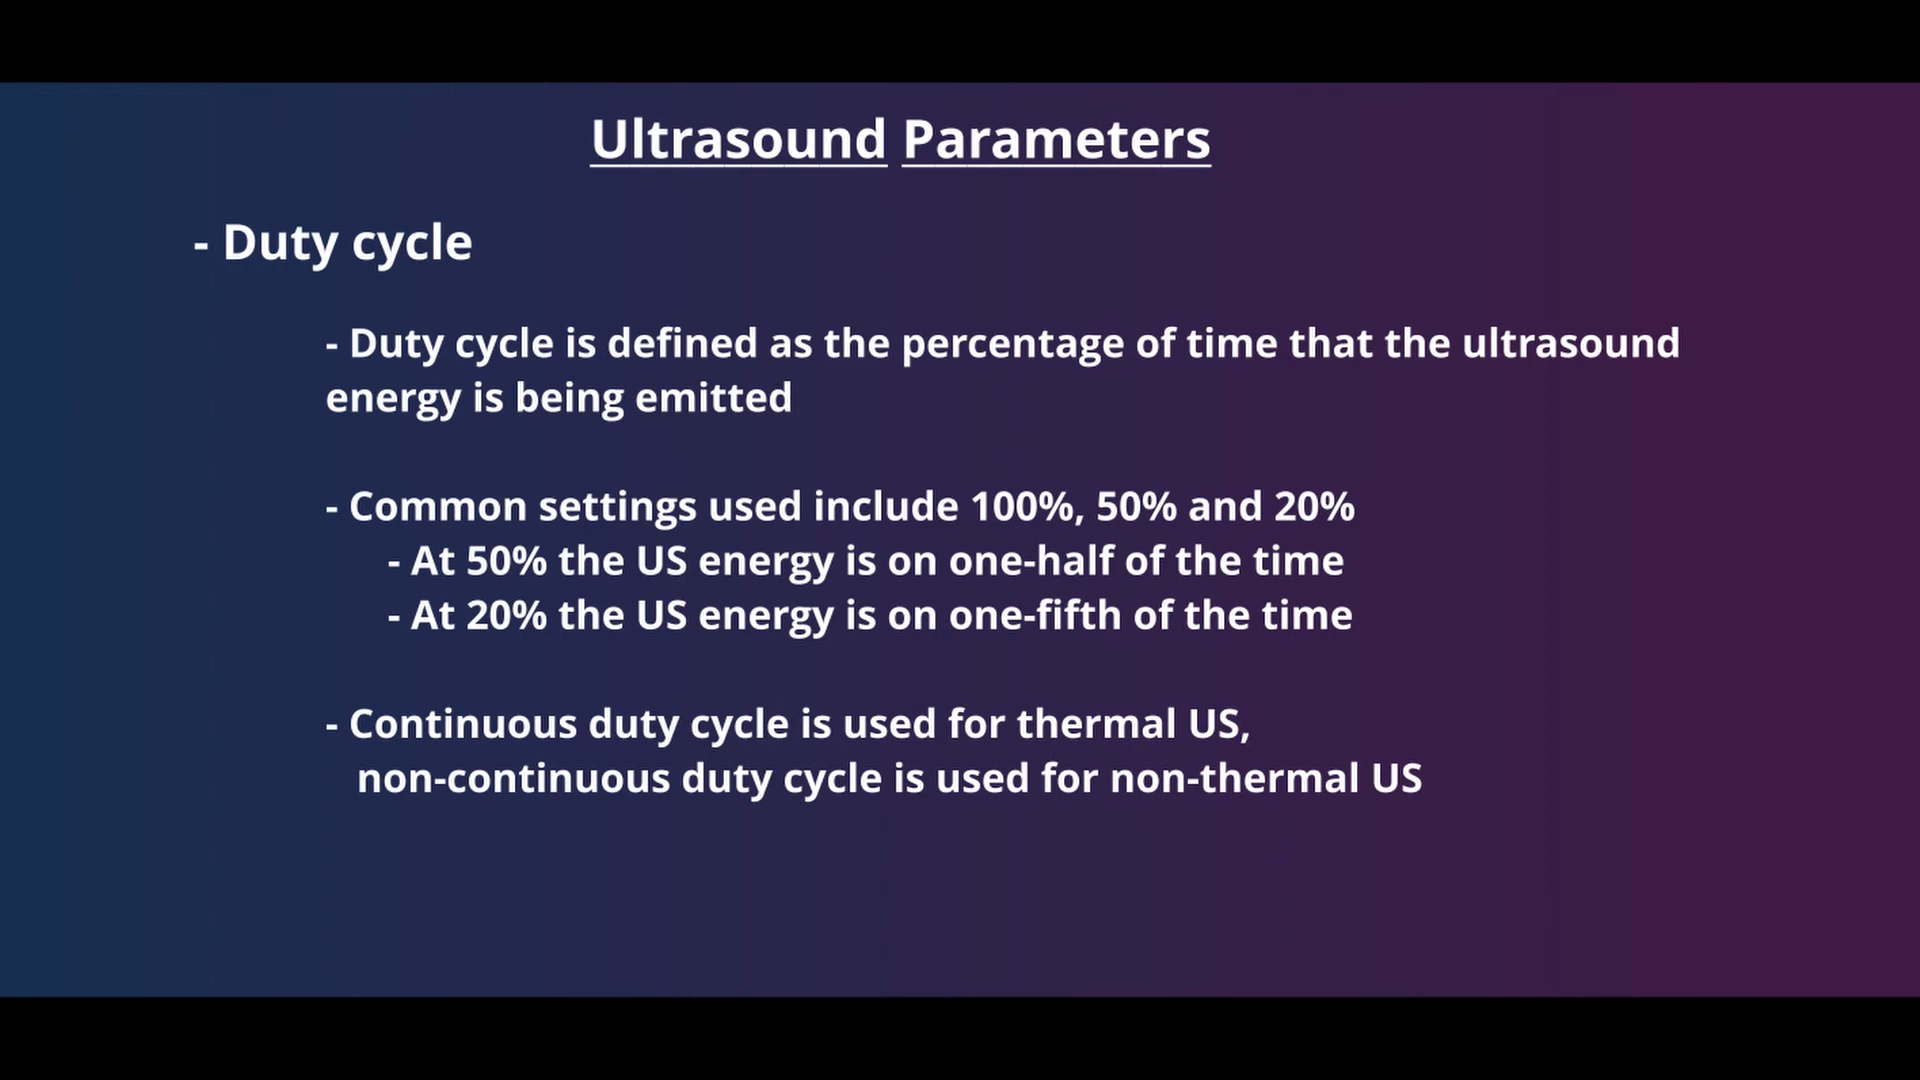 Ultrasound Parameters
- Duty cycle
- Duty cycle is defined as the percentage of time that the ultrasound
energy is being emitted
- Common settings used include 100%, 50% and 20%
- At 50% the US energy is on one-half of the time
- At 20% the US energy is on one-fifth of the time
- Continuous duty cycle is used for thermal US,
non-continuous duty cycle is used for non-thermal US